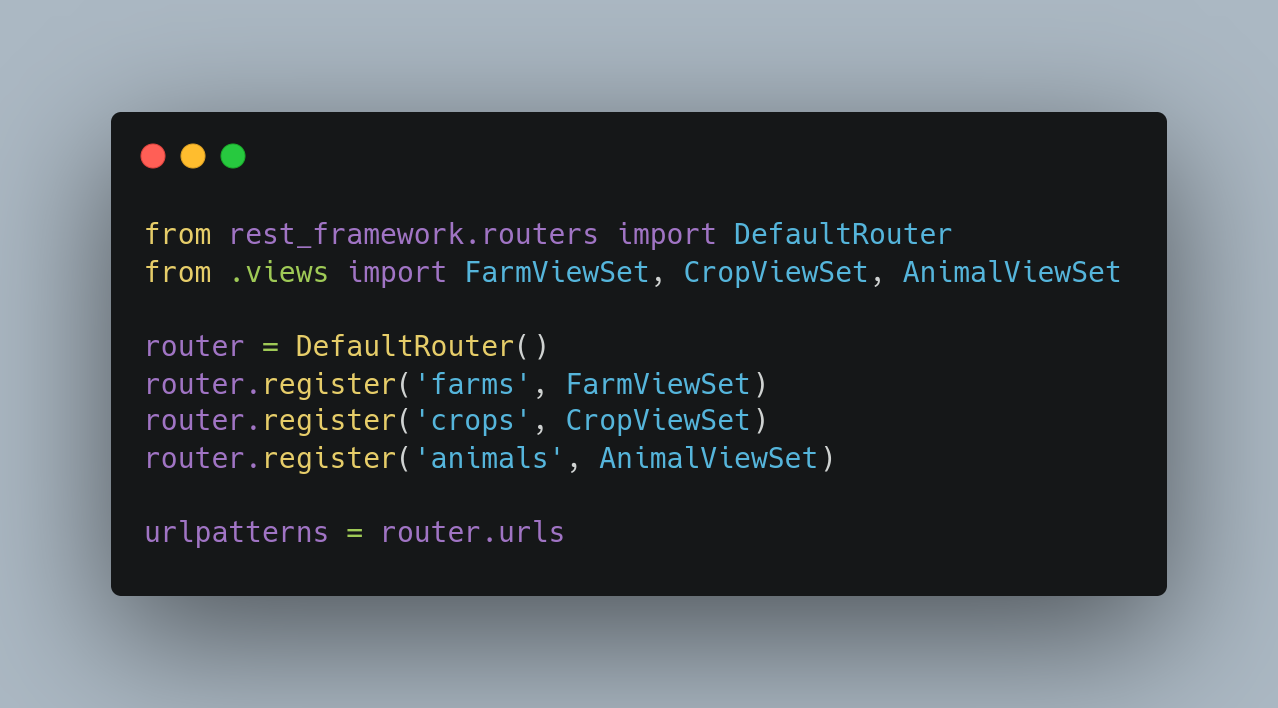 from rest_framework.routers import DefaultRouter
from .views import FarmViewSet, CropViewSet, AnimalViewSet
router = DefaultRouter()
router.register('farms', FarmViewSet)
router.register('crops', CropViewSet)
router.register('animals', AnimalViewSet)
urlpatterns = router.urls